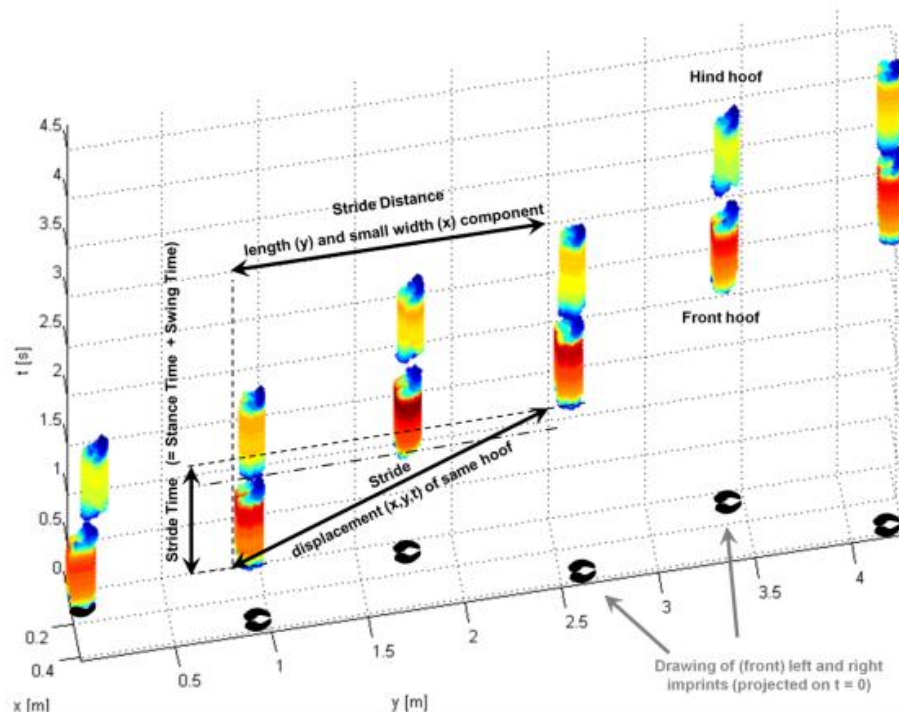 Hind hoof
4.5
4
3.5
3
2.5
2
1.5
1
0.5
0
0.2
0.4
t [s]
Stride Distance
length (y) and small width (x) component
Stride Time (= Stance Time + Swing Time)
Front hoof
Stride
displacement (x,y,t) of same hoof
0.5
1
1.5
2
2.5
3
3.5
4
x [m]
y [m]
Drawing of (front) left and right
imprints (projected on t = 0)